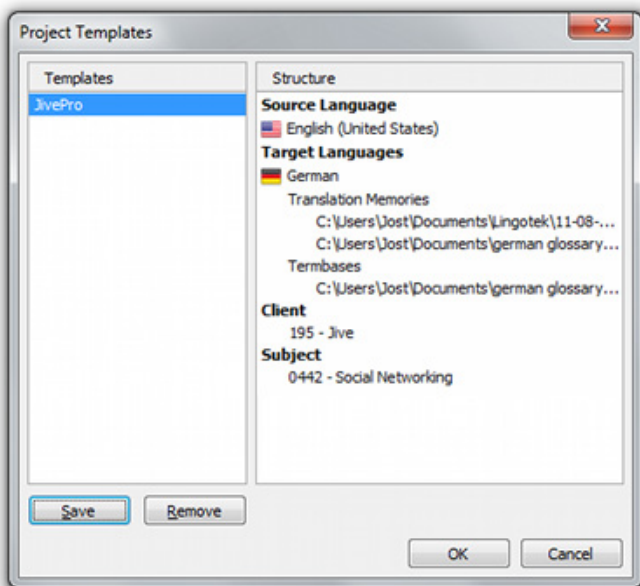 Project Templates
Templates
JivePro
Structure
Source Language
English (United States)
Target Languages
German
Translation Memories
C:\Users\Jost\Documents\Lingotek\11-08-...
C:\Users\Jost\Documents\german glossary...
Termbases
C:\Users\Jost\Documents\german glossary...
Client
195 - Jive
Subject
0442 - Social Networking
Save
Remove
OK
Cancel